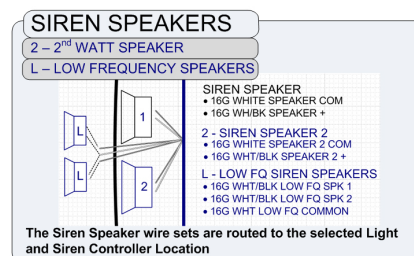 SIREN SPEAKERS
2 – 2nd WATT SPEAKER
L – LOW FREQUENCY SPEAKERS
1
2
L
L
SIREN SPEAKER
• 16G WHITE SPEAKER COM
• 16G WH/BK SPEAKER +
2 - SIREN SPEAKER 2
• 16G WHITE SPEAKER 2 COM
• 16G WHT/BLK SPEAKER 2 +
L - LOW FQ SIREN SPEAKERS
• 16G WHT/BLK LOW FQ SPK 1
• 16G WHT/BLK LOW FQ SPK 2
• 16G WHT LOW FQ COMMON
The Siren Speaker wire sets are routed to the selected Light
and Siren Controller Location